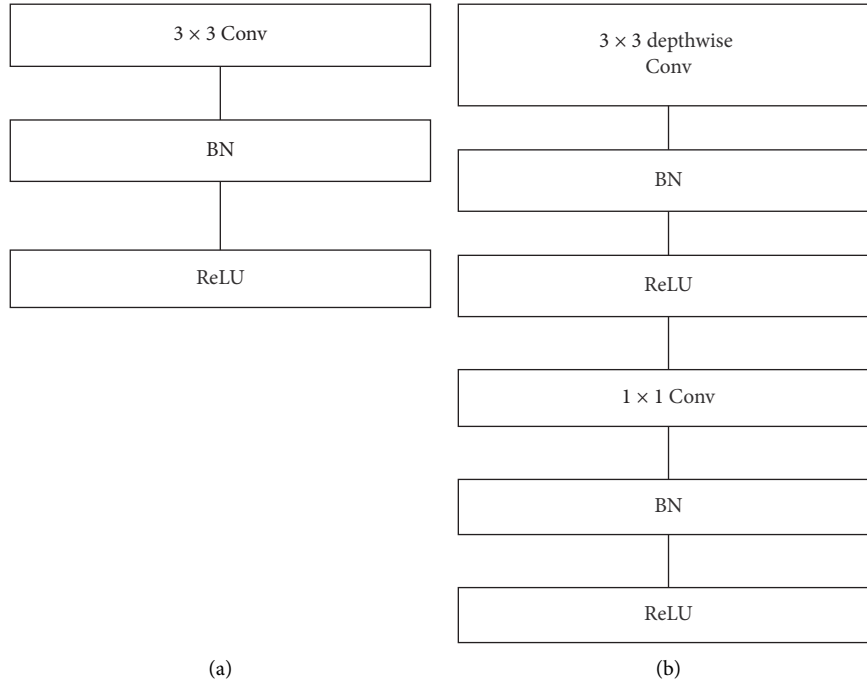 3 × 3 Conv
BN
ReLU
(a)
3 × 3 depthwise
Conv
BN
ReLU
1 × 1 Conv
BN
ReLU
(b)